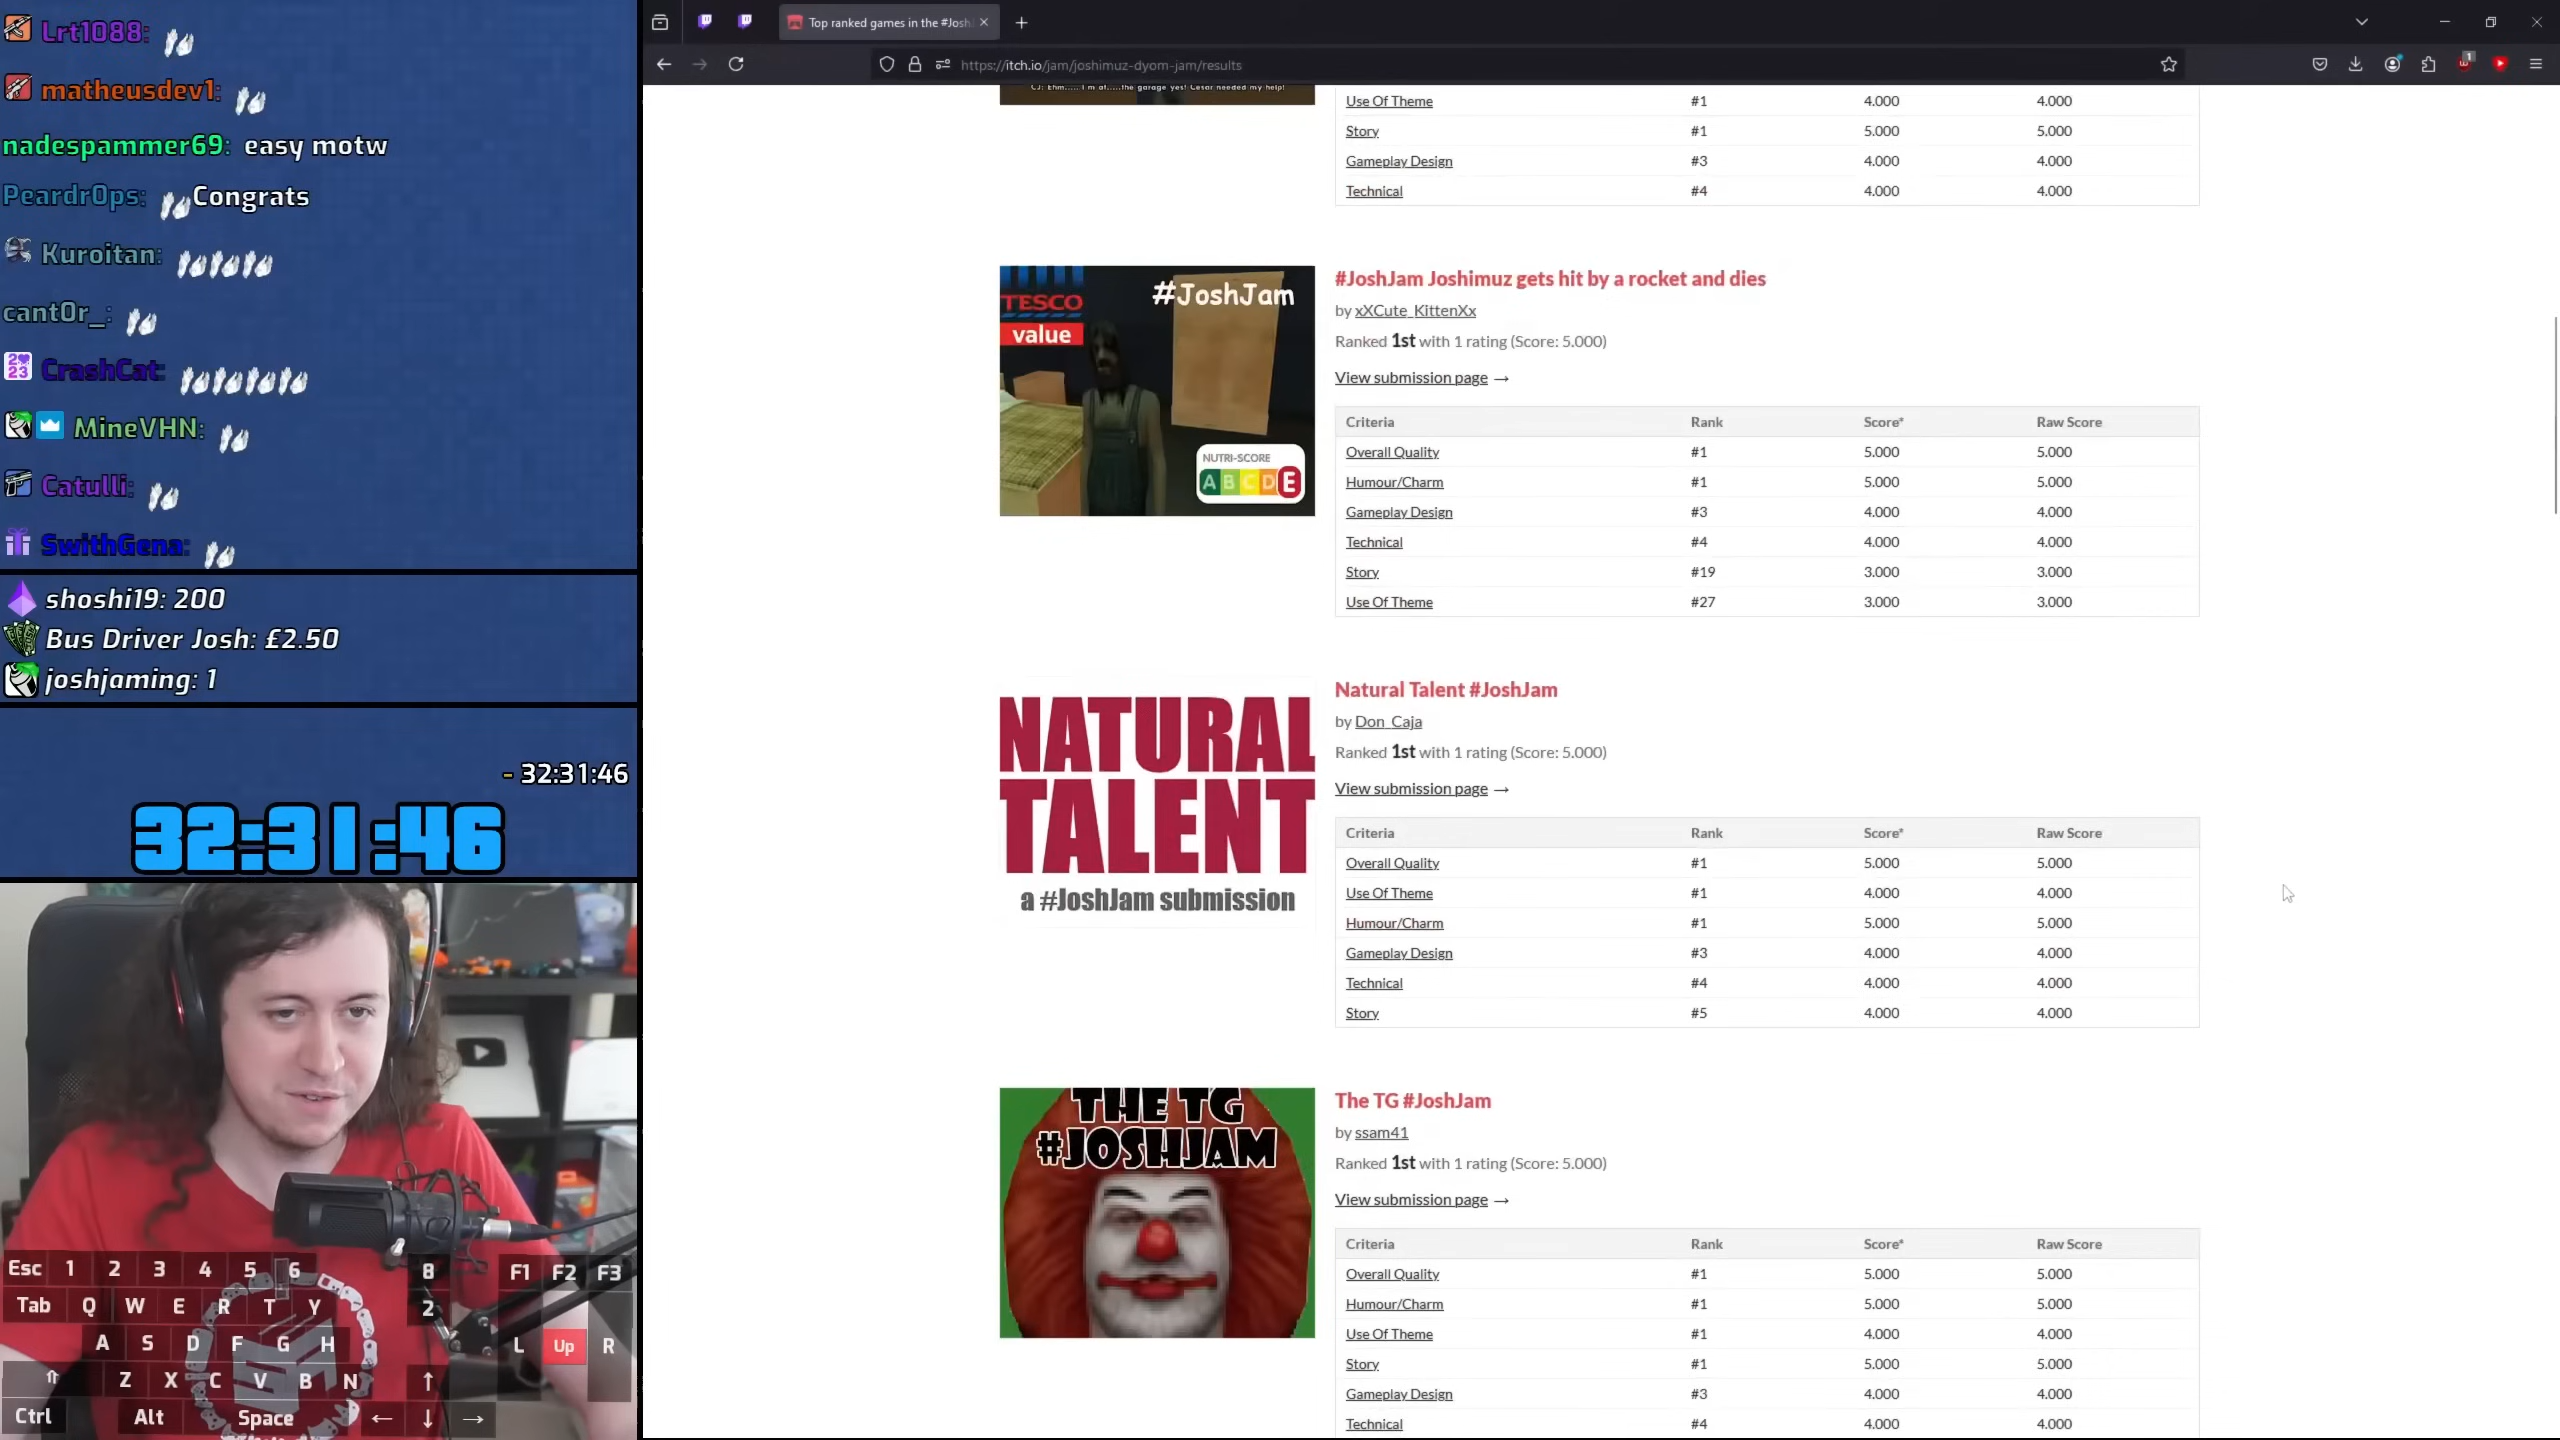 Lrt1088:
matheusdev1:
nadespammer69: easy motw
Peardr0ps: Congrats
Kuroitan:
cant0r_:
CrashCat:
MineVHN:
Catulli:
SwithGena:
shoshi19: 200
Bus Driver Josh: £2.50
joshjaming: 1
- 32:31:46
32:31:46
Esc 1 2 3 4 5 6 8 F1 F2 F3
Tab Q W E R T Y 2
A S D F G H L Up R
⇧ Z X C V B N ↑
Ctrl Alt Space ← ↓ →
Top ranked games in the #Josh
https://itch.io/jam/joshimuz-dyom-jam/results
1
CJ: Ehm.....I'm at.....the garage yes! Cesar needed my help!
Use Of Theme #1 4.000 4.000
Story #1 5.000 5.000
Gameplay Design #3 4.000 4.000
Technical #4 4.000 4.000
TESCO
value
#JoshJam
NUTRI-SCORE
A B C D E
#JoshJam Joshimuz gets hit by a rocket and dies
by xXCute_KittenXx
Ranked 1st with 1 rating (Score: 5.000)
View submission page →
Criteria Rank Score* Raw Score
Overall Quality #1 5.000 5.000
Humour/Charm #1 5.000 5.000
Gameplay Design #3 4.000 4.000
Technical #4 4.000 4.000
Story #19 3.000 3.000
Use Of Theme #27 3.000 3.000
NATURAL
TALENT
a #JoshJam submission
Natural Talent #JoshJam
by Don_Caja
Ranked 1st with 1 rating (Score: 5.000)
View submission page →
Criteria Rank Score* Raw Score
Overall Quality #1 5.000 5.000
Use Of Theme #1 4.000 4.000
Humour/Charm #1 5.000 5.000
Gameplay Design #3 4.000 4.000
Technical #4 4.000 4.000
Story #5 4.000 4.000
THE TG
#JOSHJAM
The TG #JoshJam
by ssam41
Ranked 1st with 1 rating (Score: 5.000)
View submission page →
Criteria Rank Score* Raw Score
Overall Quality #1 5.000 5.000
Humour/Charm #1 5.000 5.000
Use Of Theme #1 4.000 4.000
Story #1 5.000 5.000
Gameplay Design #3 4.000 4.000
Technical #4 4.000 4.000